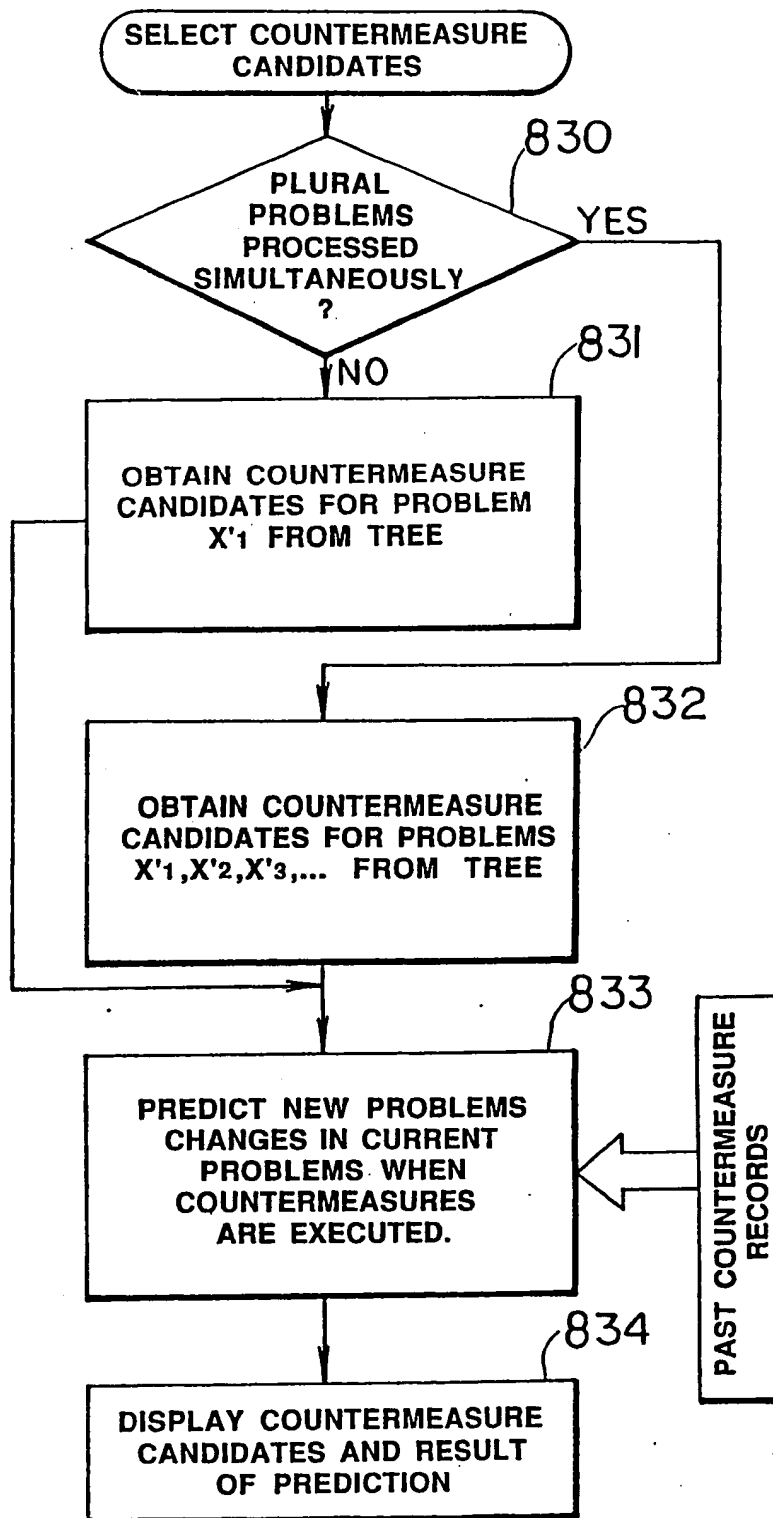 SELECT COUNTERMEASURE
CANDIDATES
830
PLURAL
PROBLEMS
PROCESSED
SIMULTANEOUSLY
?
YES
NO
831
OBTAIN COUNTERMEASURE
CANDIDATES FOR PROBLEM
X'1 FROM TREE
832
OBTAIN COUNTERMEASURE
CANDIDATES FOR PROBLEMS
X'1,X'2,X'3,... FROM TREE
833
PREDICT NEW PROBLEMS
CHANGES IN CURRENT
PROBLEMS WHEN
COUNTERMEASURES
ARE EXECUTED.
PAST COUNTERMEASURE
RECORDS
834
DISPLAY COUNTERMEASURE
CANDIDATES AND RESULT
OF PREDICTION